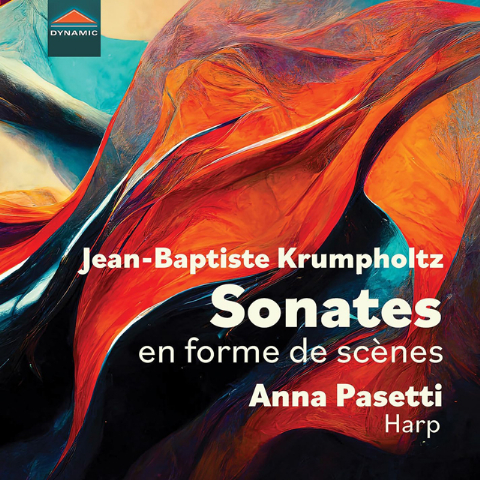 DYNAMIC
Jean-Baptiste Krumpholtz
Sonates
en forme de scènes
Anna Pasetti
Harp